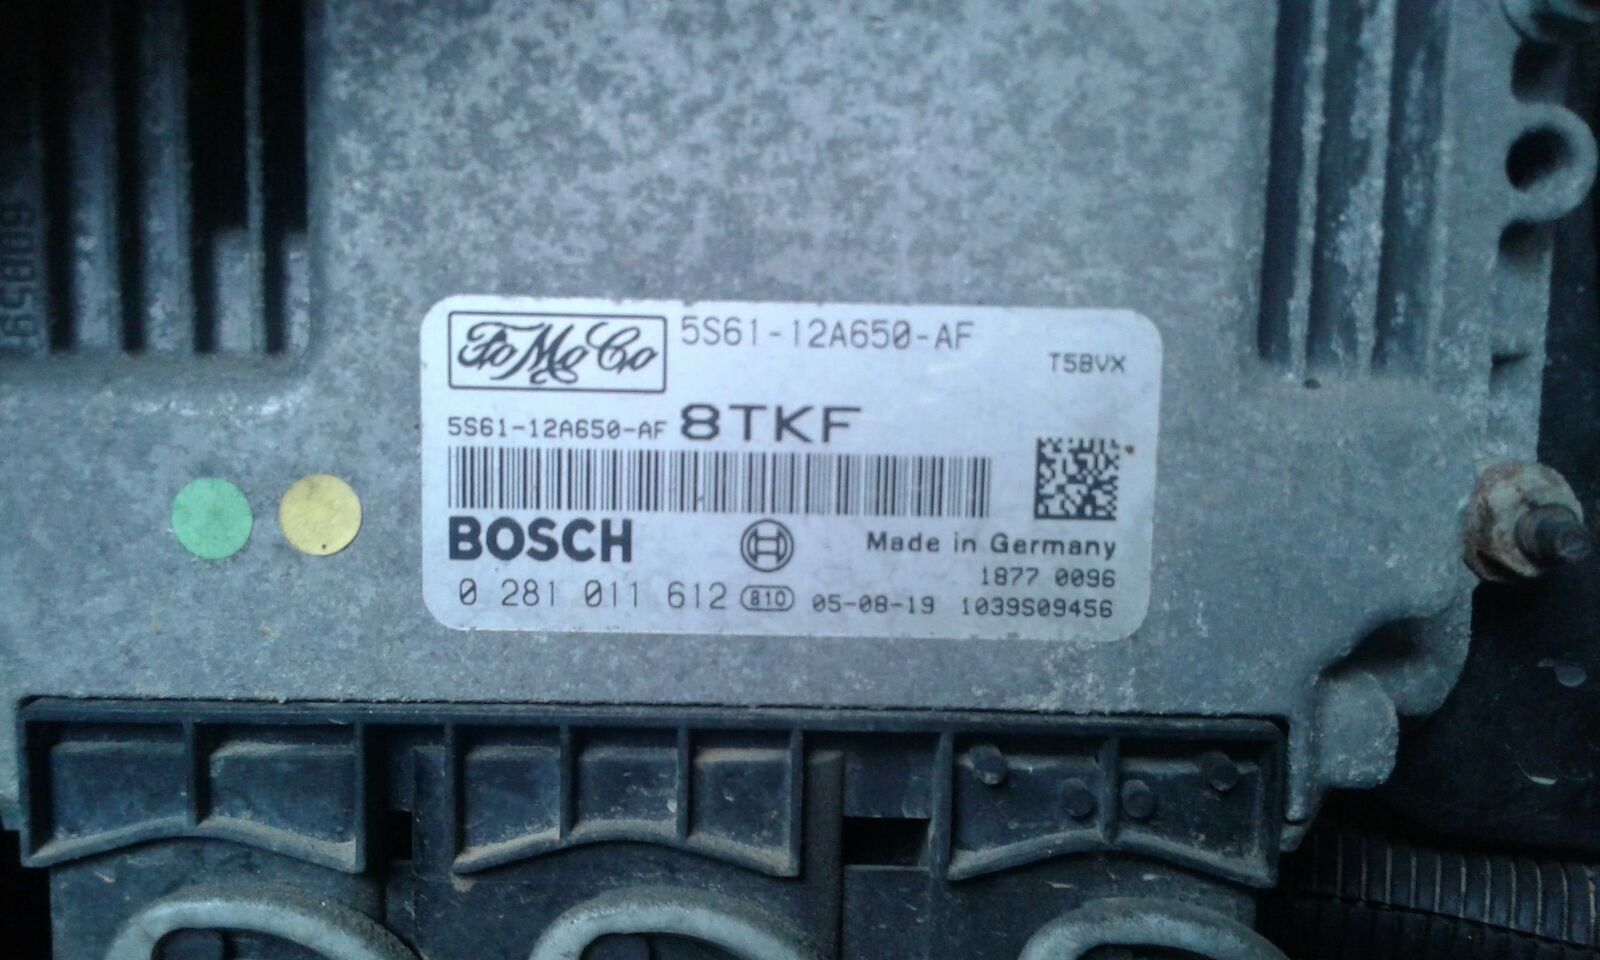 FoMoCo 5S61-12A650-AF
T5BVX
5S61-12A650-AF 8TKF
BOSCH Made in Germany
1877 0096
0 281 011 612 810 05-08-19 1039S09456